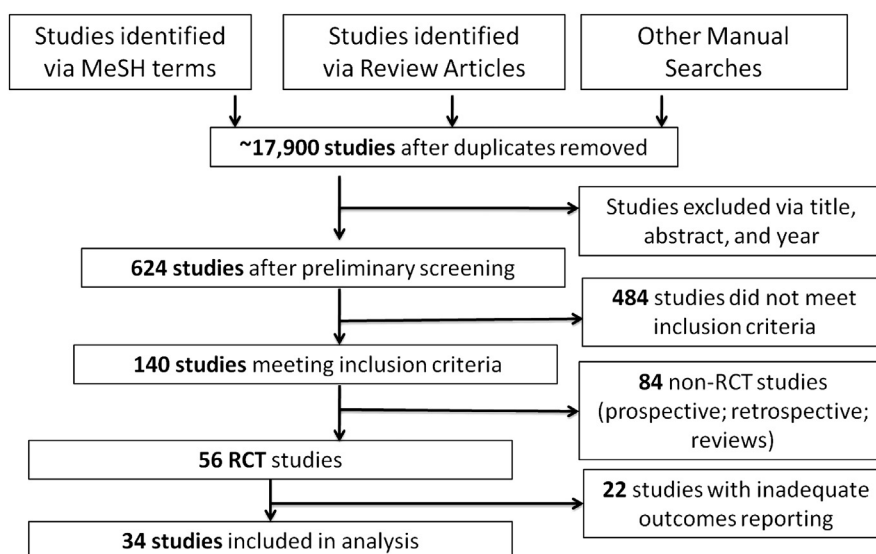 Studies identified
via MeSH terms
Studies identified
via Review Articles
Other Manual
Searches
~17,900 studies after duplicates removed
Studies excluded via title,
abstract, and year
624 studies after preliminary screening
484 studies did not meet
inclusion criteria
140 studies meeting inclusion criteria
84 non-RCT studies
(prospective; retrospective;
reviews)
56 RCT studies
22 studies with inadequate
outcomes reporting
34 studies included in analysis